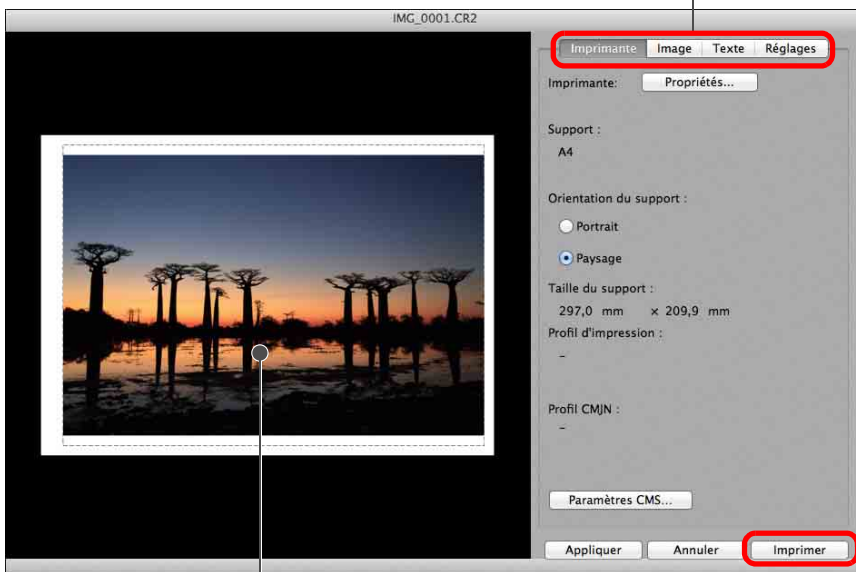 IMG_0001.CR2
Imprimante Image Texte Réglages
Imprimante: Propriétés...
Support :
A4
Orientation du support :
Portrait
Paysage
Taille du support :
297,0 mm × 209,9 mm
Profil d'impression :
–
Profil CMJN :
–
Paramètres CMS...
Appliquer Annuler Imprimer